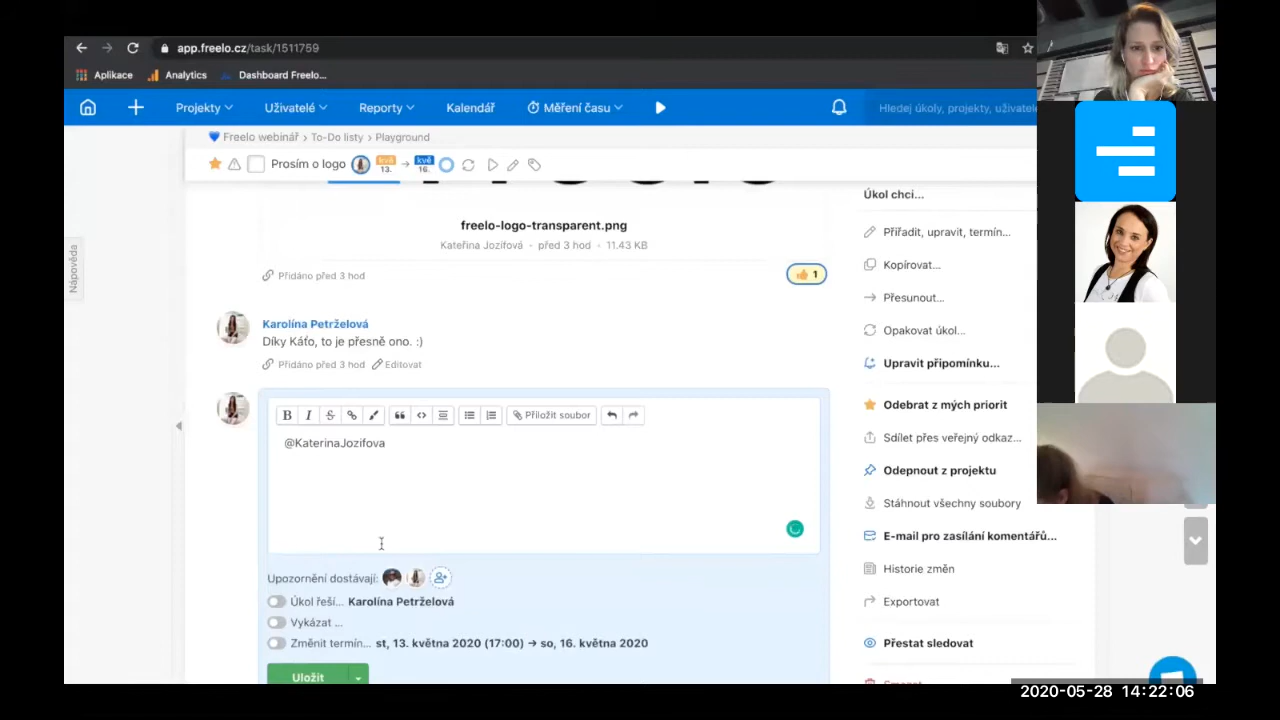 app.freelo.cz/task/1511759
Aplikace Analytics Dashboard Freelo...
Projekty Uživatelé Reporty Kalendář Měření času Hledej úkoly, projekty, uživatele
Freelo webinář › To-Do listy › Playground
Prosím o logo kvě 13. → kvě 16.
Nápověda
freelo-logo-transparent.png
Kateřina Jozífová - před 3 hod - 11.43 KB
Přidáno před 3 hod
1
Karolína Petrželová
Díky Káťo, to je přesně ono. :)
Přidáno před 3 hod Editovat
B I S Přiložit soubor
@KaterinaJozifova
Upozornění dostávají:
Úkol řeší... Karolína Petrželová
Vykázat ...
Změnit termín... st, 13. května 2020 (17:00) → so, 16. května 2020
Uložit
Úkol chci...
Přiřadit, upravit, termín...
Kopírovat...
Přesunout...
Opakovat úkol...
Upravit připomínku...
Odebrat z mých priorit
Sdílet přes veřejný odkaz...
Odepnout z projektu
Stáhnout všechny soubory
E-mail pro zasílání komentářů...
Historie změn
Exportovat
Přestat sledovat
2020-05-28 14:22:06